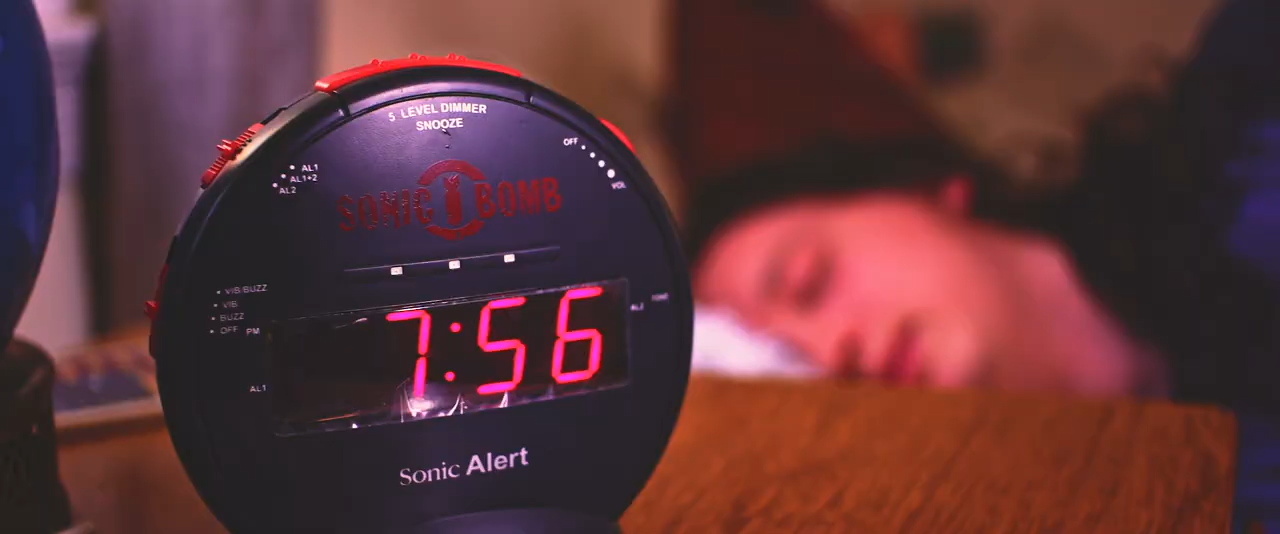 5 LEVEL DIMMER
SNOOZE
OFF
VOL
AL1
AL1+2
AL2
SONIC BOMB
VIB/BUZZ
VIB
BUZZ
OFF
PM
7:56
AL2
AL1
Sonic Alert